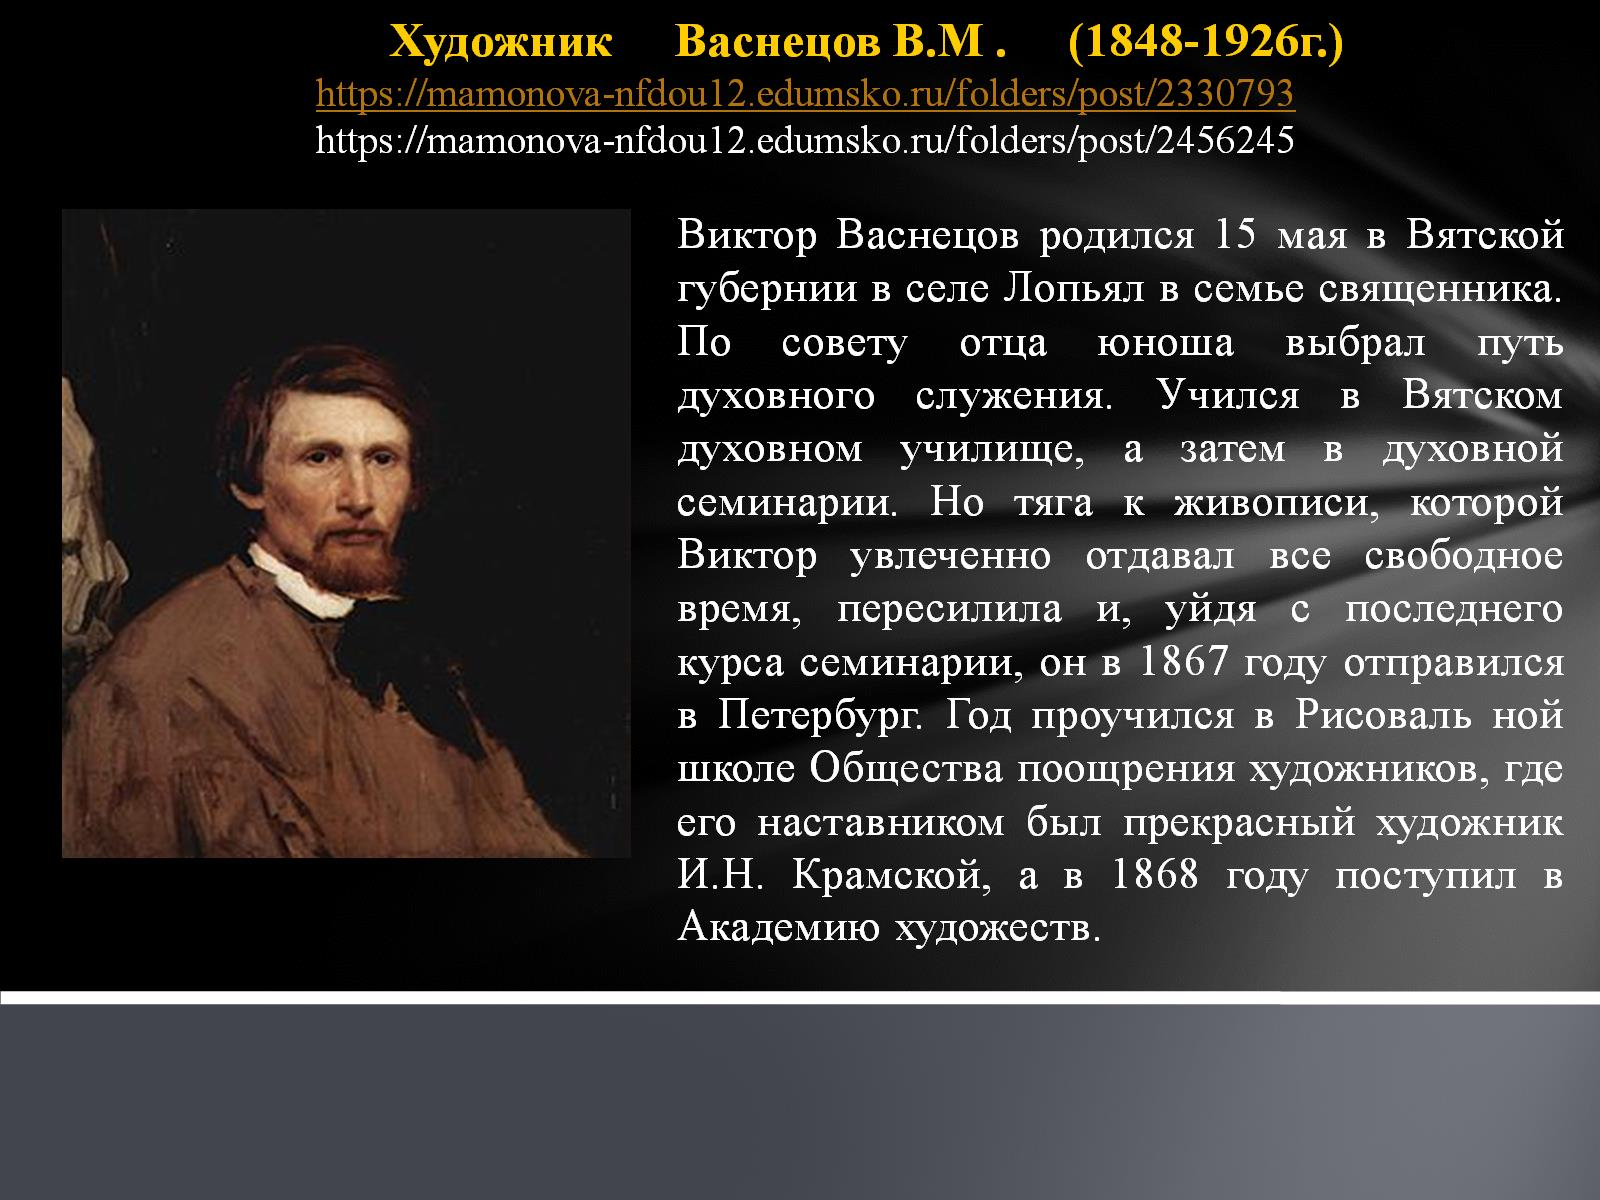 Художник Васнецов В.М . (1848-1926г.)
https://mamonova-nfdou12.edumsko.ru/folders/post/2330793
https://mamonova-nfdou12.edumsko.ru/folders/post/2456245
Виктор Васнецов родился 15 мая в Вятской
губернии в селе Лопьял в семье священника.
По совету отца юноша выбрал путь
духовного служения. Учился в Вятском
духовном училище, а затем в духовной
семинарии. Но тяга к живописи, которой
Виктор увлеченно отдавал все свободное
время, пересилила и, уйдя с последнего
курса семинарии, он в 1867 году отправился
в Петербург. Год проучился в Рисоваль ной
школе Общества поощрения художников, где
его наставником был прекрасный художник
И.Н. Крамской, а в 1868 году поступил в
Академию художеств.